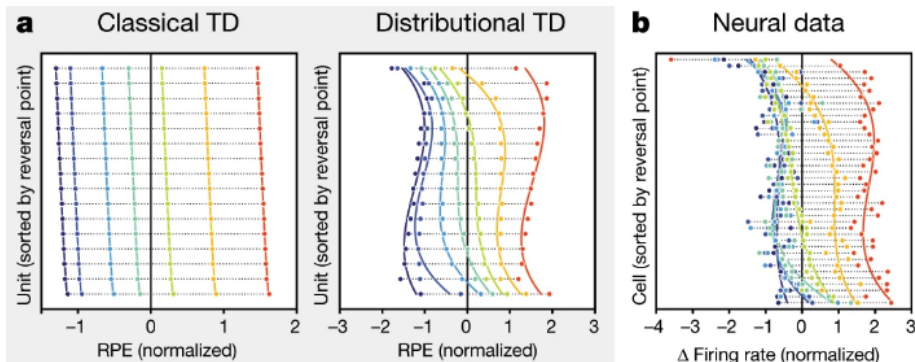 a Classical TD Distributional TD b Neural data
Unit (sorted by reversal point)
−1 0 1 2
RPE (normalized)
Unit (sorted by reversal point)
−3 −2 −1 0 1 2 3
RPE (normalized)
Cell (sorted by reversal point)
−4 −3 −2 −1 0 1 2 3
Δ Firing rate (normalized)